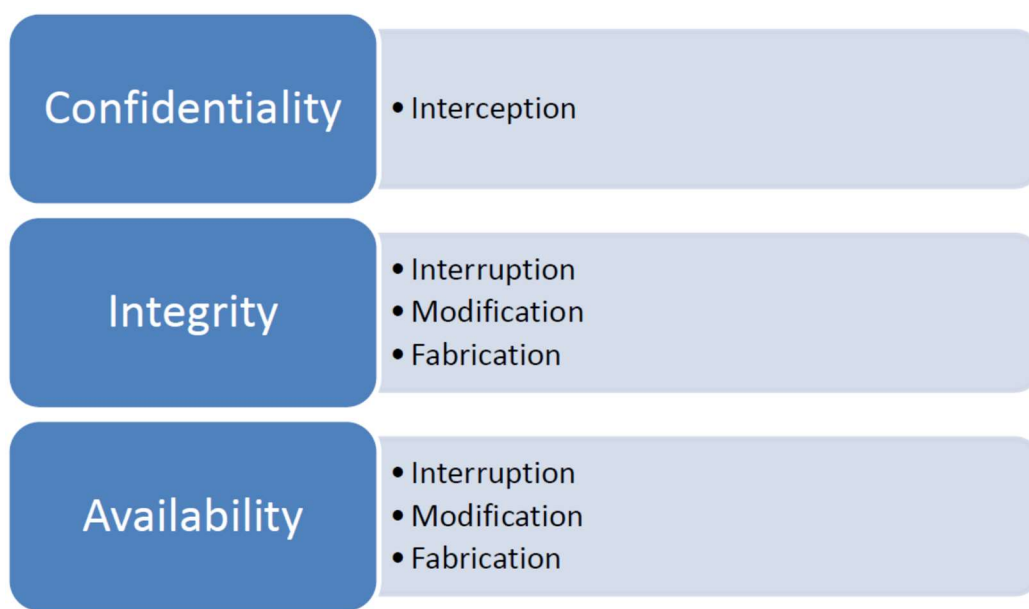 Confidentiality
• Interception
Integrity
• Interruption
• Modification
• Fabrication
Availability
• Interruption
• Modification
• Fabrication